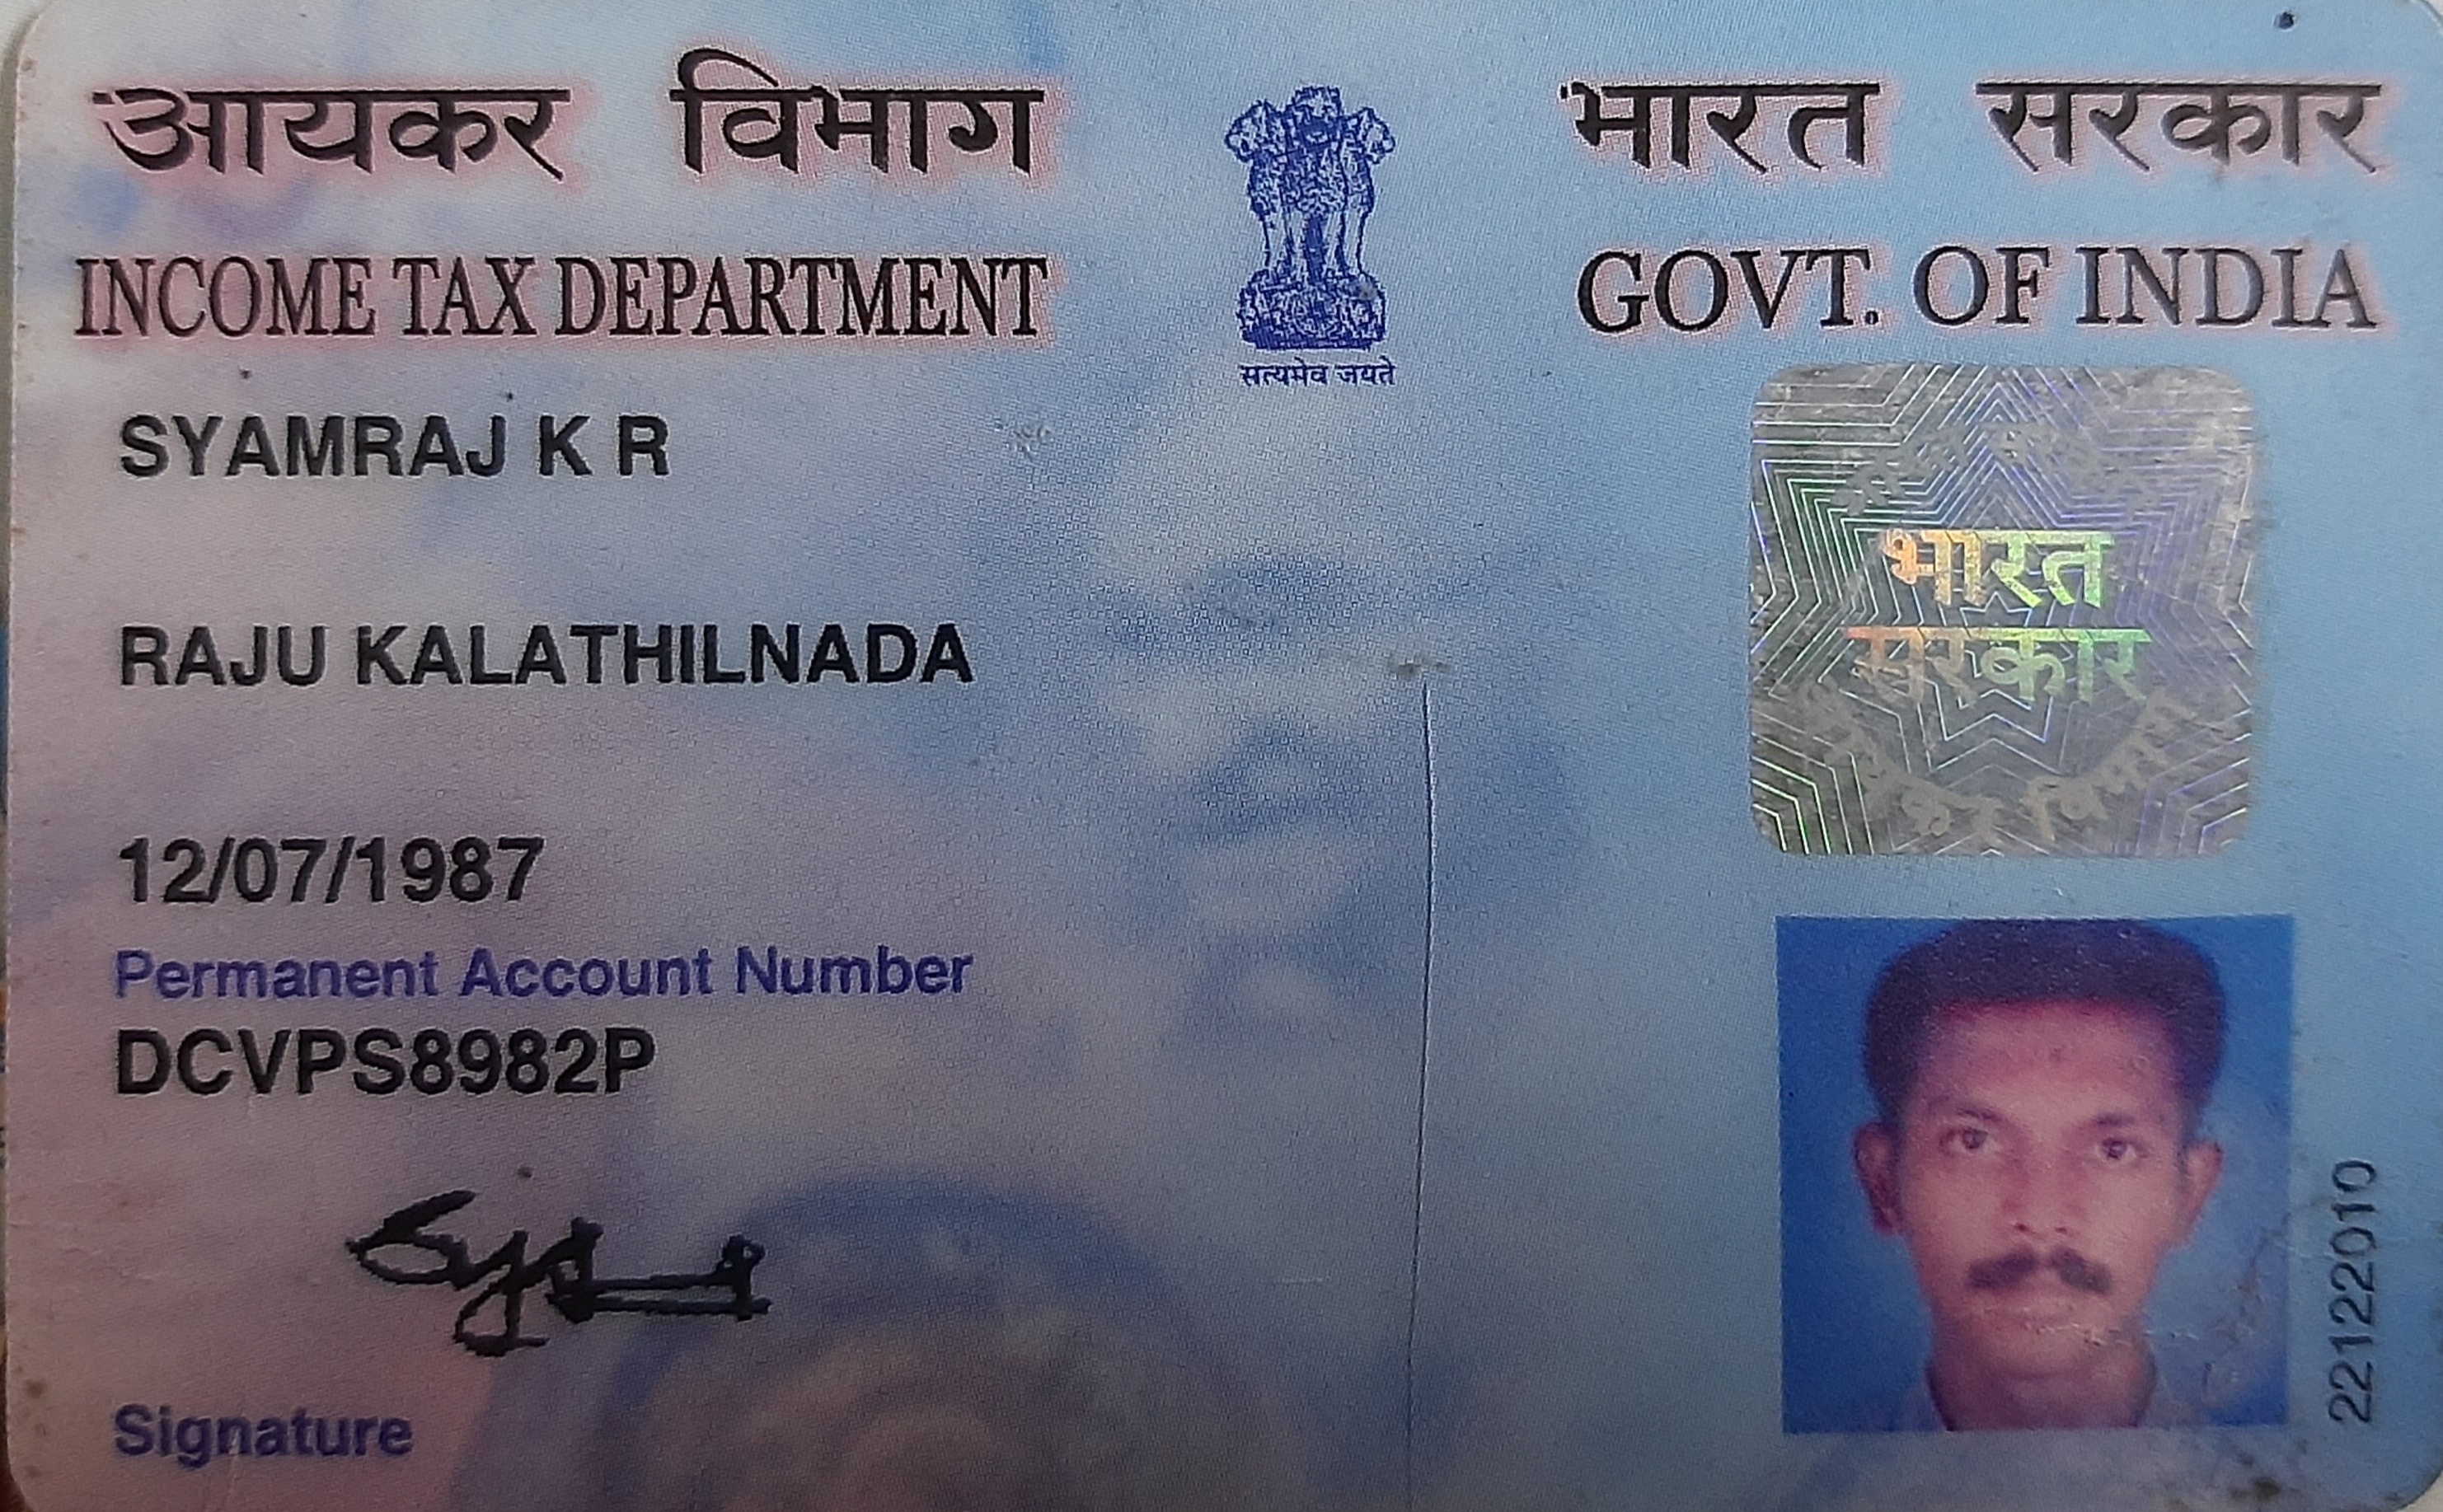 आयकर विभाग
INCOME TAX DEPARTMENT
सत्यमेव जयते
भारत सरकार
GOVT. OF INDIA
SYAMRAJ K R
RAJU KALATHILNADA
12/07/1987
Permanent Account Number
DCVPS8982P
Signature
भारत
सरकार
22122010